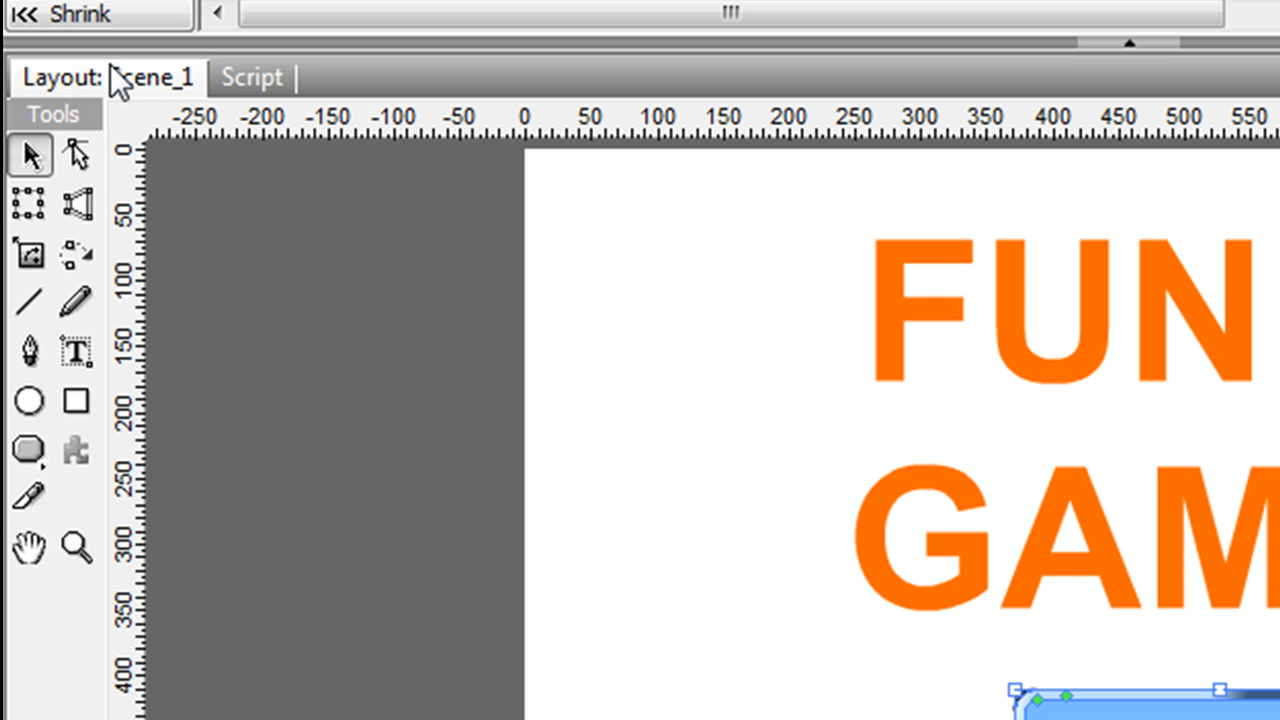 Shrink
Layout: Scene_1 Script
Tools
-250 -200 -150 -100 -50 0 50 100 150 200 250 300 350 400 450 500 550
0
50
100
150
200
250
300
350
400
FUN
GAM